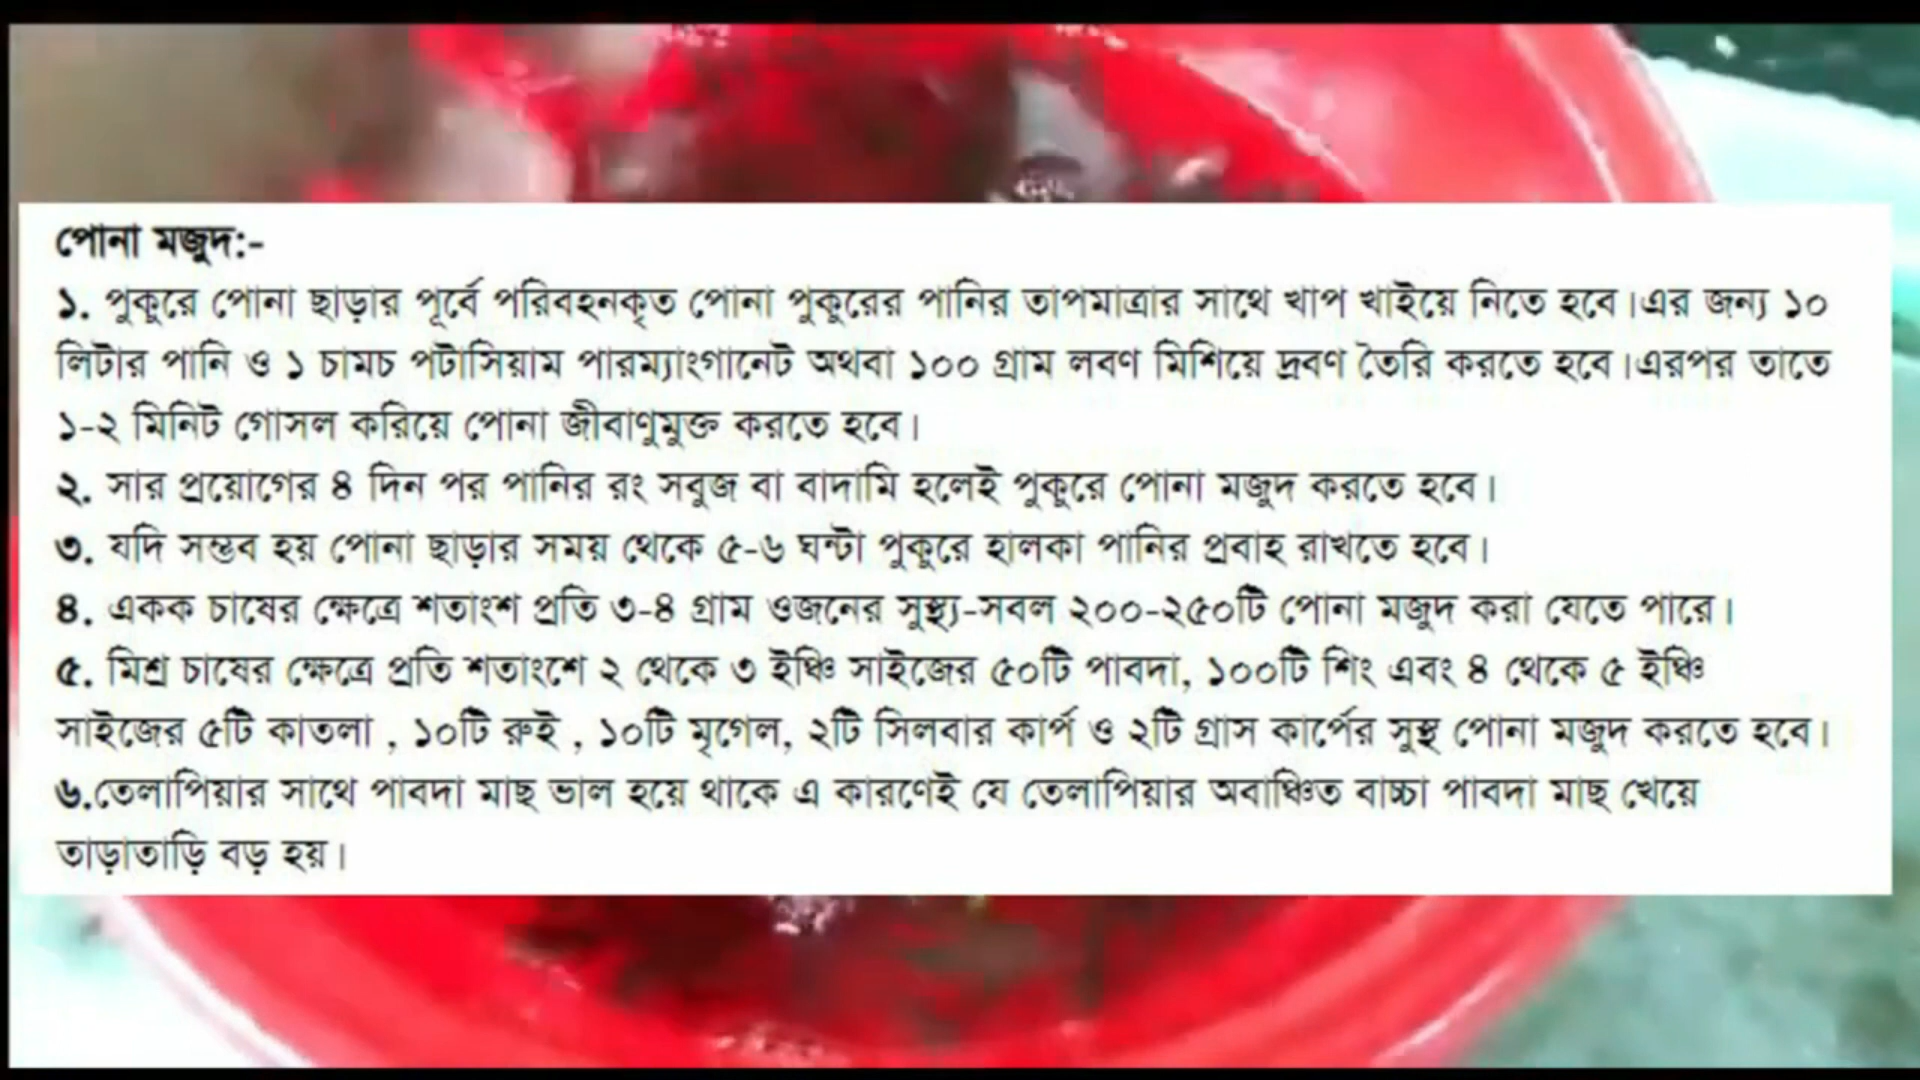 পোনা মজুদ:-
১. পুকুরে পোনা ছাড়ার পূর্বে পরিবহনকৃত পোনা পুকুরের পানির তাপমাত্রার সাথে খাপ খাইয়ে নিতে হবে।এর জন্য ১০
লিটার পানি ও ১ চামচ পটাসিয়াম পারম্যাংগানেট অথবা ১০০ গ্রাম লবণ মিশিয়ে দ্রবণ তৈরি করতে হবে।এরপর তাতে
১-২ মিনিট গোসল করিয়ে পোনা জীবাণুমুক্ত করতে হবে।
২. সার প্রয়োগের ৪ দিন পর পানির রং সবুজ বা বাদামি হলেই পুকুরে পোনা মজুদ করতে হবে।
৩. যদি সম্ভব হয় পোনা ছাড়ার সময় থেকে ৫-৬ ঘন্টা পুকুরে হালকা পানির প্রবাহ রাখতে হবে।
৪. একক চাষের ক্ষেত্রে শতাংশ প্রতি ৩-৪ গ্রাম ওজনের সুস্থ্য-সবল ২০০-২৫০টি পোনা মজুদ করা যেতে পারে।
৫. মিশ্র চাষের ক্ষেত্রে প্রতি শতাংশে ২ থেকে ৩ ইঞ্চি সাইজের ৫০টি পাবদা, ১০০টি শিং এবং ৪ থেকে ৫ ইঞ্চি
সাইজের ৫টি কাতলা , ১০টি রুই , ১০টি মৃগেল, ২টি সিলবার কার্প ও ২টি গ্রাস কার্পের সুস্থ পোনা মজুদ করতে হবে।
৬.তেলাপিয়ার সাথে পাবদা মাছ ভাল হয়ে থাকে এ কারণেই যে তেলাপিয়ার অবাঞ্চিত বাচ্চা পাবদা মাছ খেয়ে
তাড়াতাড়ি বড় হয়।